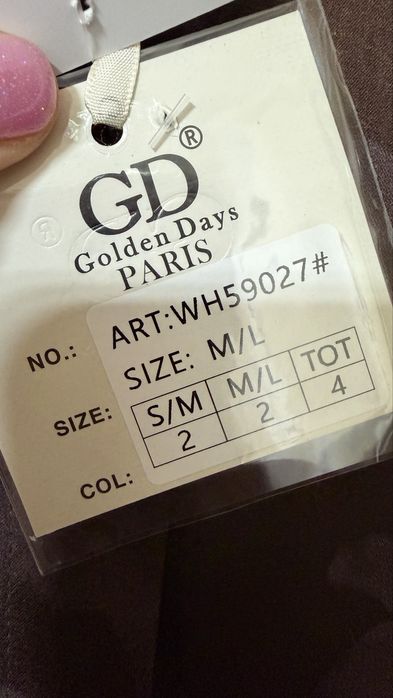 GD®
Golden Days
PARIS
NO.: ART:WH59027#
SIZE: M/L
SIZE: S/M M/L TOT
2 2 4
COL: